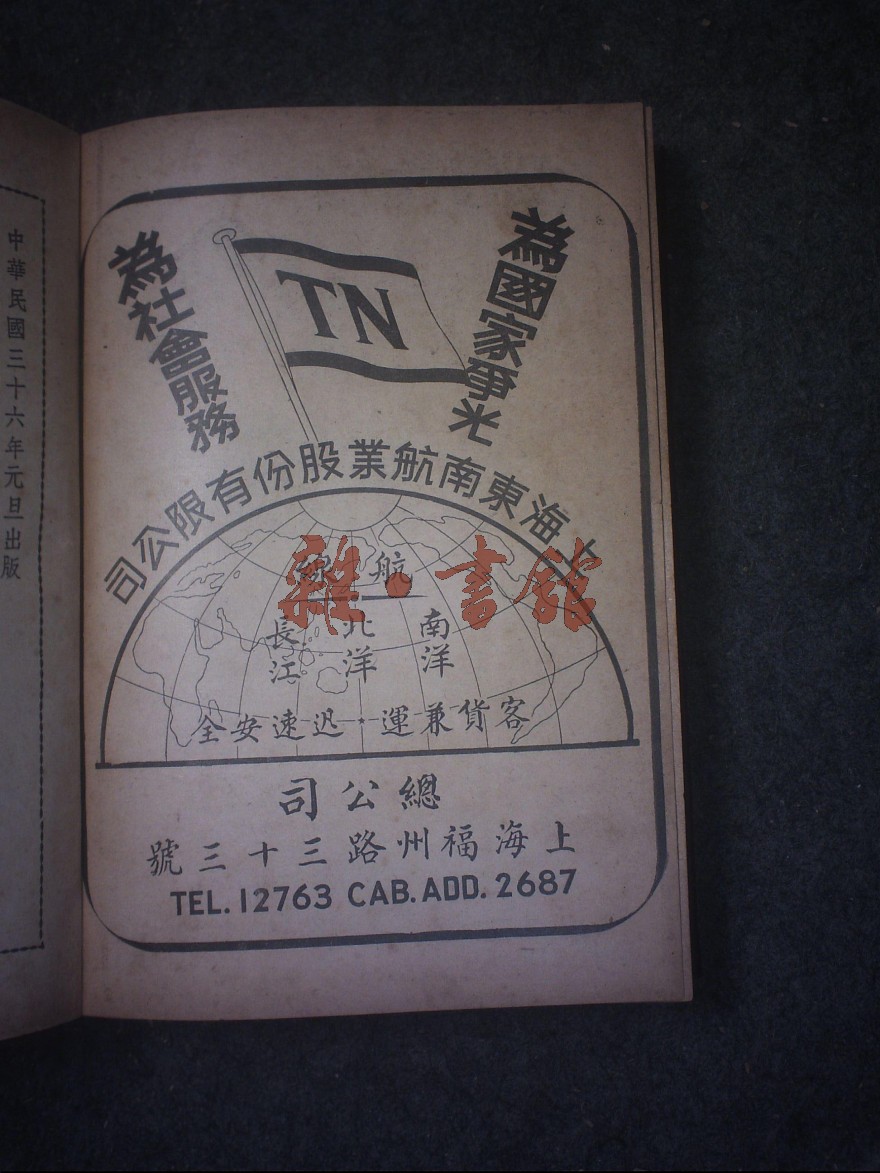 為國家爭光
為社會服務
TN
上海東南航業股份有限公司
航線
南洋
北洋
長江
客貨兼運・迅速安全
總公司
上海福州路三十三號
TEL. 12763 CAB. ADD. 2687
中華民國三十六年元旦出版
雜・書館